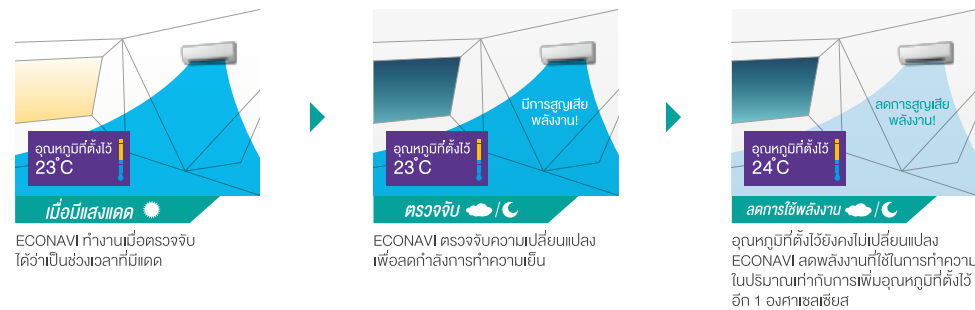 อุณหภูมิที่ตั้งไว้
23°C
เมื่อมีแสงแดด
ECONAVI ทำงานเมื่อตรวจจับ
ได้ว่าเป็นช่วงเวลาที่มีแดด
มีการสูญเสีย
พลังงาน!
อุณหภูมิที่ตั้งไว้
23°C
ตรวจจับ /
ECONAVI ตรวจจับความเปลี่ยนแปลง
เพื่อลดกำลังการทำความเย็น
ลดการสูญเสีย
พลังงาน!
อุณหภูมิที่ตั้งไว้
24°C
ลดการใช้พลังงาน /
อุณหภูมิที่ตั้งไว้ยังคงไม่เปลี่ยนแปลง
ECONAVI ลดพลังงานที่ใช้ในการทำความ
ในปริมาณเท่ากับการเพิ่มอุณหภูมิที่ตั้งไว้
อีก 1 องศาเซลเซียส